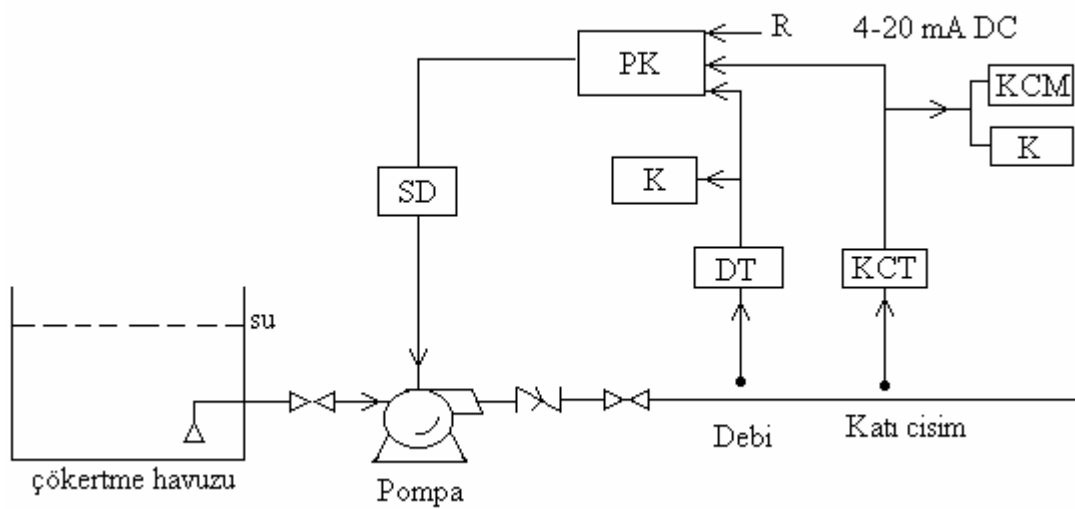 R
4-20 mA DC
PK
KCM
K
K
SD
DT
KCT
su
Debi
Katı cisim
çökertme havuzu
Pompa